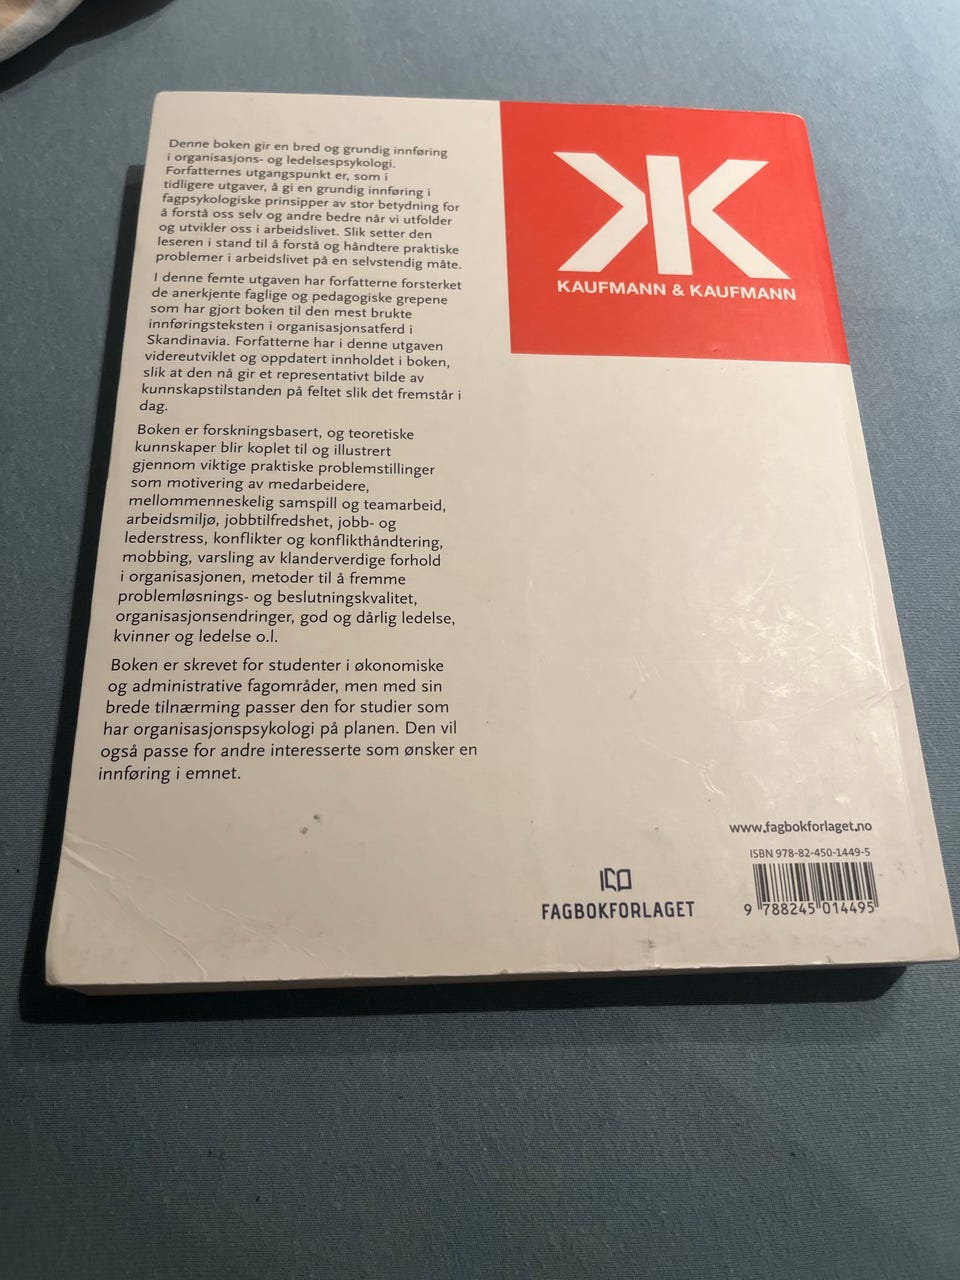 Denne boken gir en bred og grundig innføring
i organisasjons- og ledelsespsykologi.
Forfatternes utgangspunkt er, som i
tidligere utgaver, å gi en grundig innføring i
fagpsykologiske prinsipper av stor betydning for
å forstå oss selv og andre bedre når vi utfolder
og utvikler oss i arbeidslivet. Slik setter den
leseren i stand til å forstå og håndtere praktiske
problemer i arbeidslivet på en selvstendig måte.
I denne femte utgaven har forfatterne forsterket
de anerkjente faglige og pedagogiske grepene
som har gjort boken til den mest brukte
innføringsteksten i organisasjonsatferd i
Skandinavia. Forfatterne har i denne utgaven
videreutviklet og oppdatert innholdet i boken,
slik at den nå gir et representativt bilde av
kunnskapstilstanden på feltet slik det fremstår i
dag.
Boken er forskningsbasert, og teoretiske
kunnskaper blir koplet til og illustrert
gjennom viktige praktiske problemstillinger
som motivering av medarbeidere,
mellommenneskelig samspill og teamarbeid,
arbeidsmiljø, jobbtilfredshet, jobb- og
lederstress, konflikter og konflikthåndtering,
mobbing, varsling av klanderverdige forhold
i organisasjonen, metoder til å fremme
problemløsnings- og beslutningskvalitet,
organisasjonsendringer, god og dårlig ledelse,
kvinner og ledelse o.l.
Boken er skrevet for studenter i økonomiske
og administrative fagområder, men med sin
brede tilnærming passer den for studier som
har organisasjonspsykologi på planen. Den vil
også passe for andre interesserte som ønsker en
innføring i emnet.
KAUFMANN & KAUFMANN
www.fagbokforlaget.no
ISBN 978-82-450-1449-5
9 788245 014495
FAGBOKFORLAGET